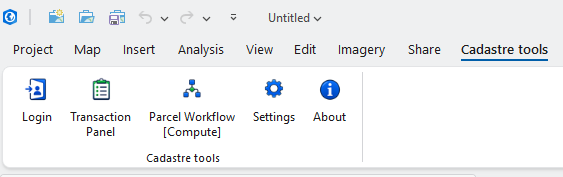 Untitled
Project Map Insert Analysis View Edit Imagery Share Cadastre tools
Login Transaction Panel Parcel Workflow [Compute] Settings About
Cadastre tools